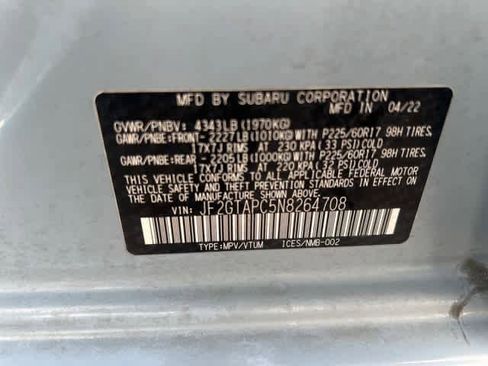 MFD BY SUBARU CORPORATION
MFD IN 04/22
GVWR/PNBV: 4343LB(1970KG)
GAWR/PNBE:FRONT- 2227LB(1010KG)WITH P225/60R17 98H TIRES,
17X7J RIMS AT 230 KPA(33 PSI)COLD
GAWR/PNBE:REAR - 2205LB(1000KG)WITH P225/60R17 98H TIRES,
17X7J RIMS AT 220 KPA(32 PSI)COLD
THIS VEHICLE CONFORMS TO ALL APPLICABLE FEDERAL MOTOR
VEHICLE SAFETY AND THEFT PREVENTION STANDARDS IN
EFFECT ON THE DATE OF MANUFACTURE SHOWN ABOVE.
VIN: JF2GTAPC5N8264708
TYPE:MPV/VTUM ICES/NMB-002